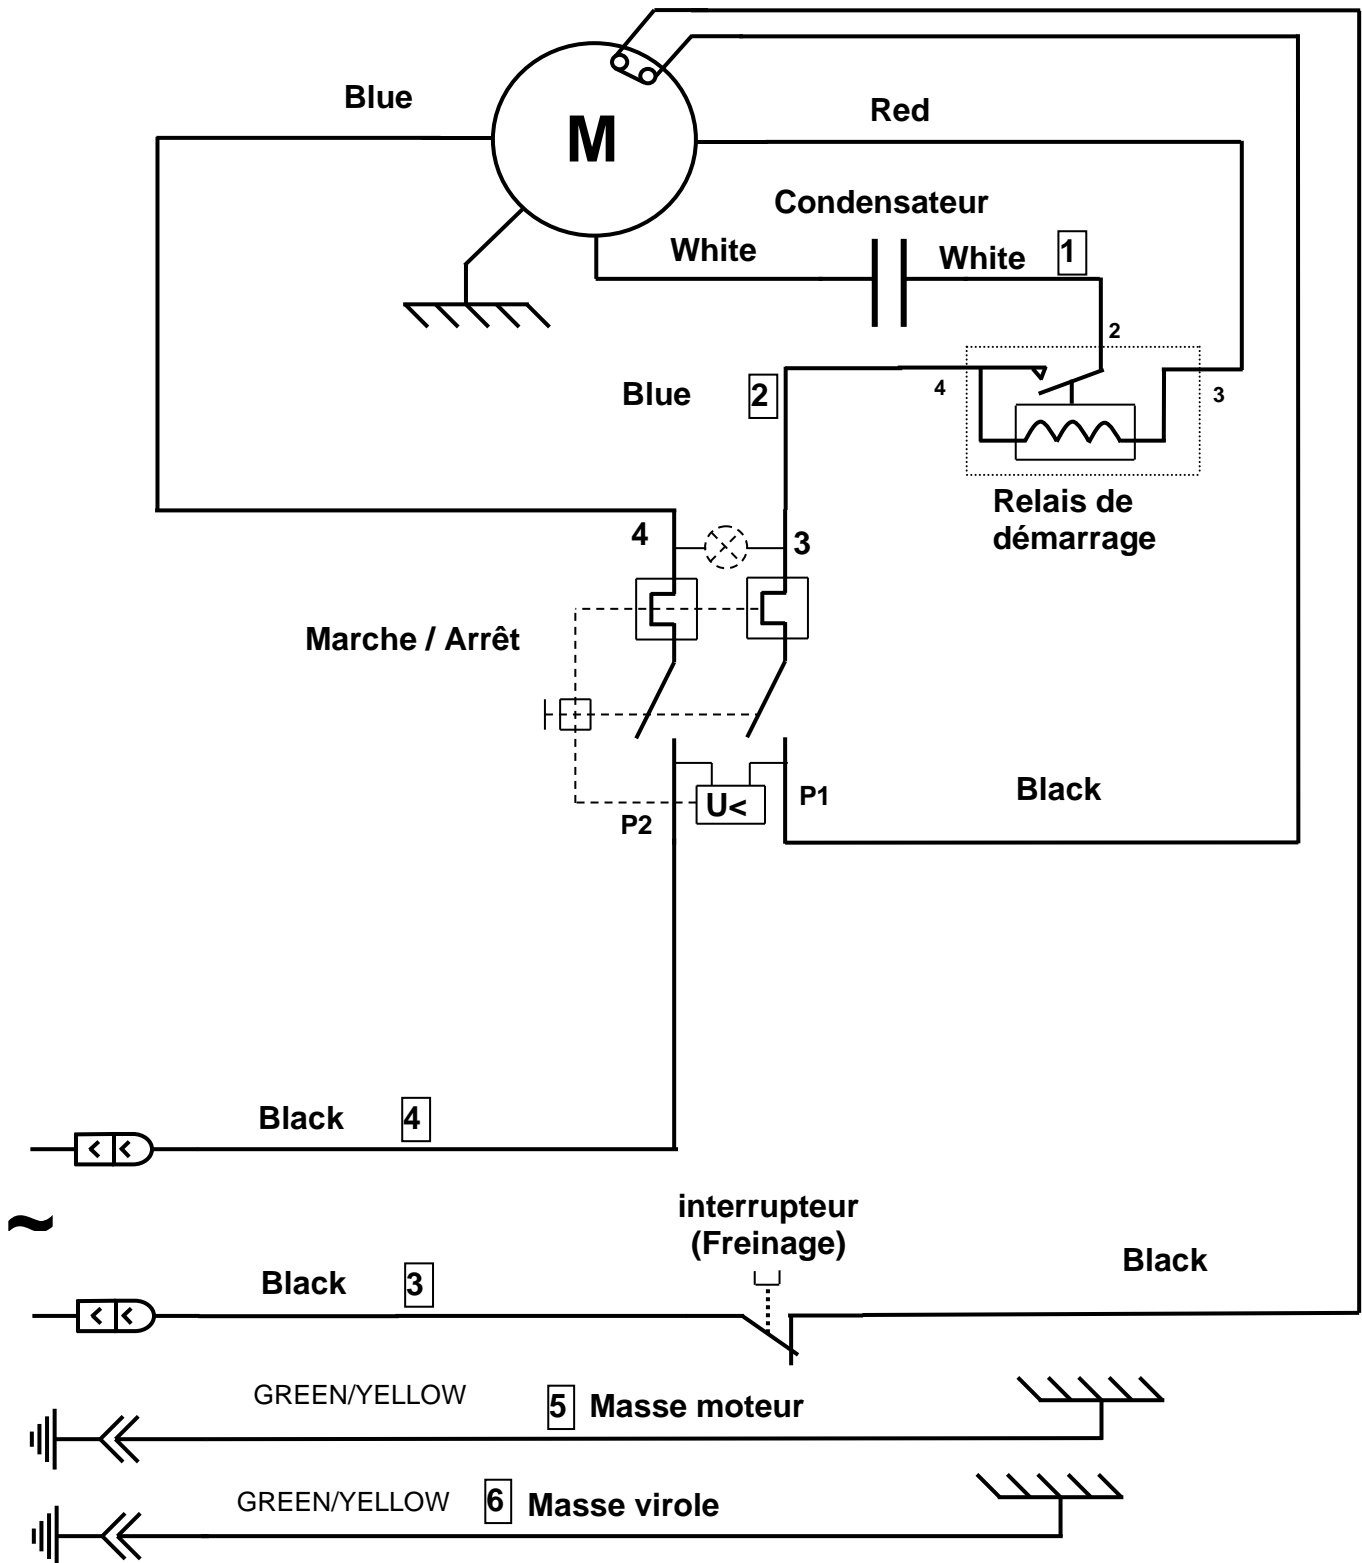 Blue
M
Red
Condensateur
White
White 1
2
Blue 2
4
3
Relais de
démarrage
4
3
Marche / Arrêt
U<
P1
P2
Black
Black 4
~
interrupteur
(Freinage)
Black
Black 3
GREEN/YELLOW 5 Masse moteur
GREEN/YELLOW 6 Masse virole